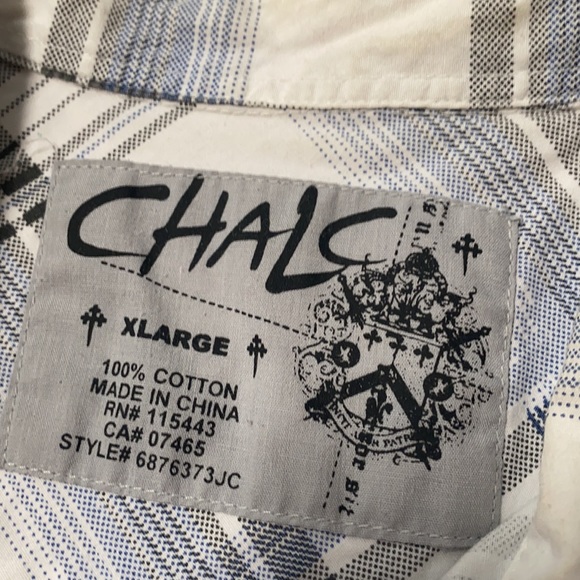 CHALC
XLARGE
100% COTTON
MADE IN CHINA
RN# 115443
CA# 07465
STYLE# 6876373JC